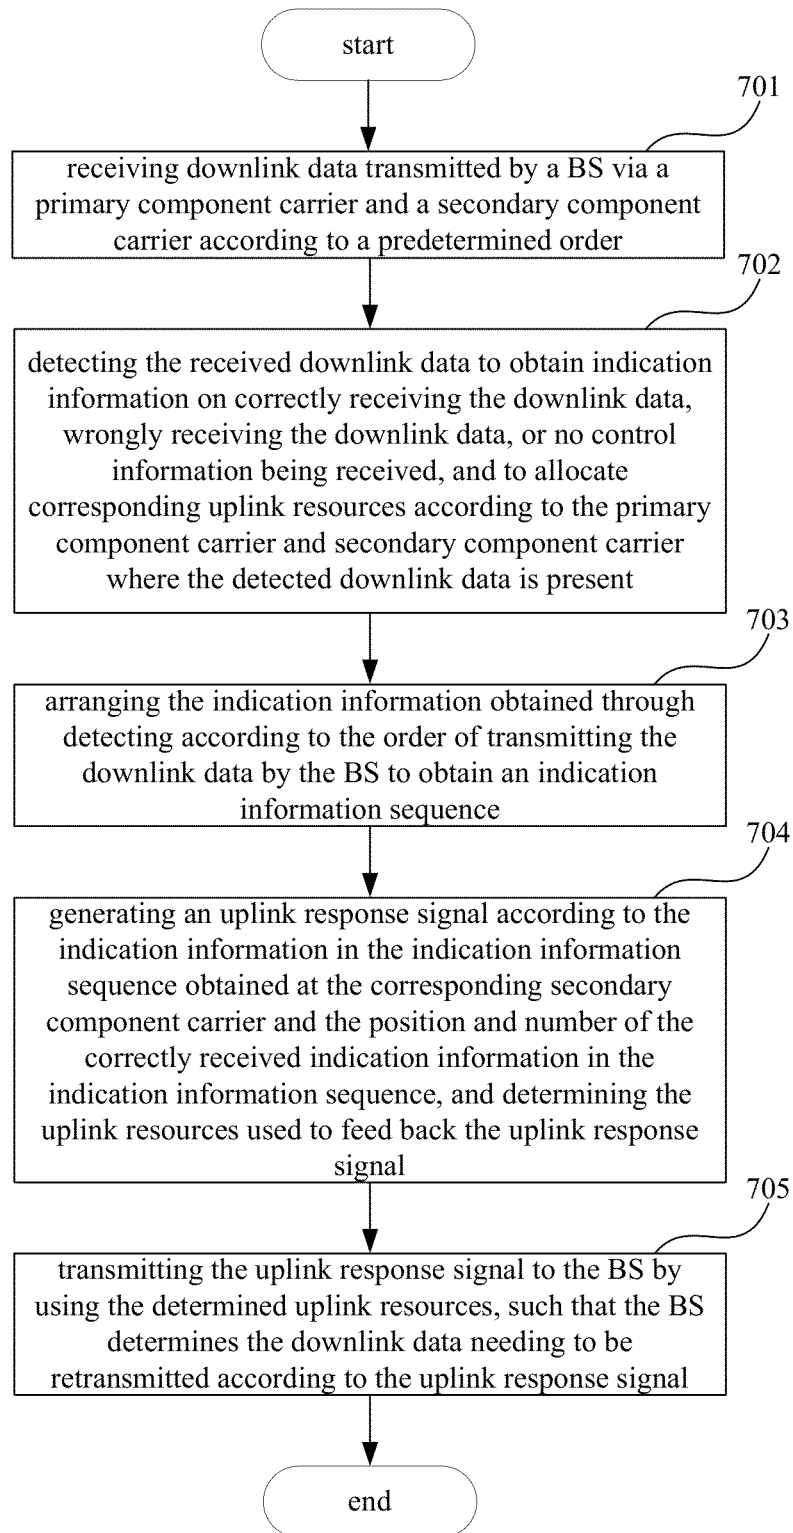 start
701
receiving downlink data transmitted by a BS via a
primary component carrier and a secondary component
carrier according to a predetermined order
702
detecting the received downlink data to obtain indication
information on correctly receiving the downlink data,
wrongly receiving the downlink data, or no control
information being received, and to allocate
corresponding uplink resources according to the primary
component carrier and secondary component carrier
where the detected downlink data is present
703
arranging the indication information obtained through
detecting according to the order of transmitting the
downlink data by the BS to obtain an indication
information sequence
704
generating an uplink response signal according to the
indication information in the indication information
sequence obtained at the corresponding secondary
component carrier and the position and number of the
correctly received indication information in the
indication information sequence, and determining the
uplink resources used to feed back the uplink response
signal
705
transmitting the uplink response signal to the BS by
using the determined uplink resources, such that the BS
determines the downlink data needing to be
retransmitted according to the uplink response signal
end